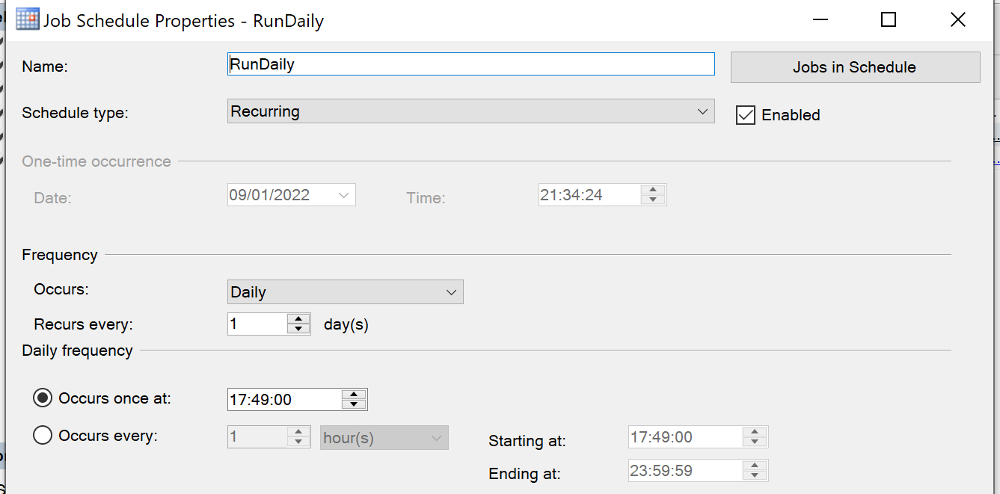 Job Schedule Properties - RunDaily
Name: RunDaily Jobs in Schedule
Schedule type: Recurring Enabled
One-time occurrence
Date: 09/01/2022 Time: 21:34:24
Frequency
Occurs: Daily
Recurs every: 1 day(s)
Daily frequency
Occurs once at: 17:49:00
Occurs every: 1 hour(s) Starting at: 17:49:00
Ending at: 23:59:59